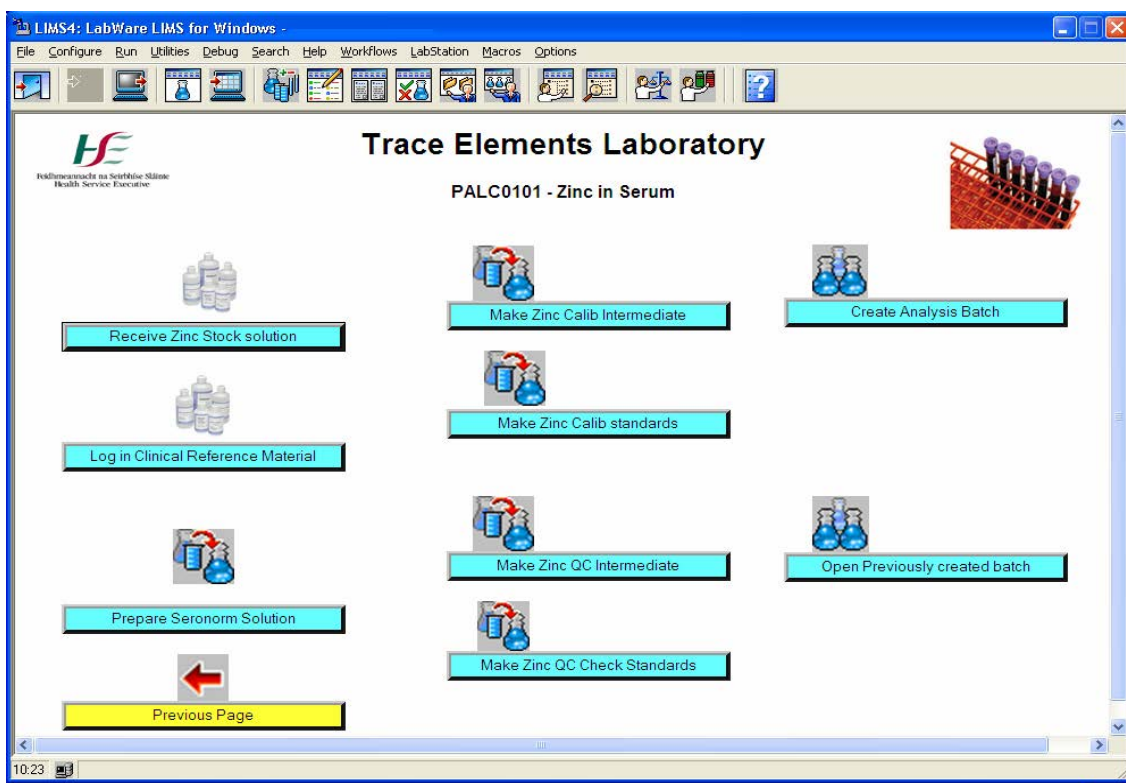 LIMS4: LabWare LIMS for Windows -
File Configure Run Utilities Debug Search Help Workflows LabStation Macros Options
HE
Feidhmeannacht na Seirbhíse Sláinte
Health Service Executive
Trace Elements Laboratory
PALC0101 - Zinc in Serum
Receive Zinc Stock solution
Make Zinc Calib Intermediate
Create Analysis Batch
Log in Clinical Reference Material
Make Zinc Calib standards
Prepare Seronorm Solution
Make Zinc QC Intermediate
Open Previously created batch
Make Zinc QC Check Standards
Previous Page
10:23